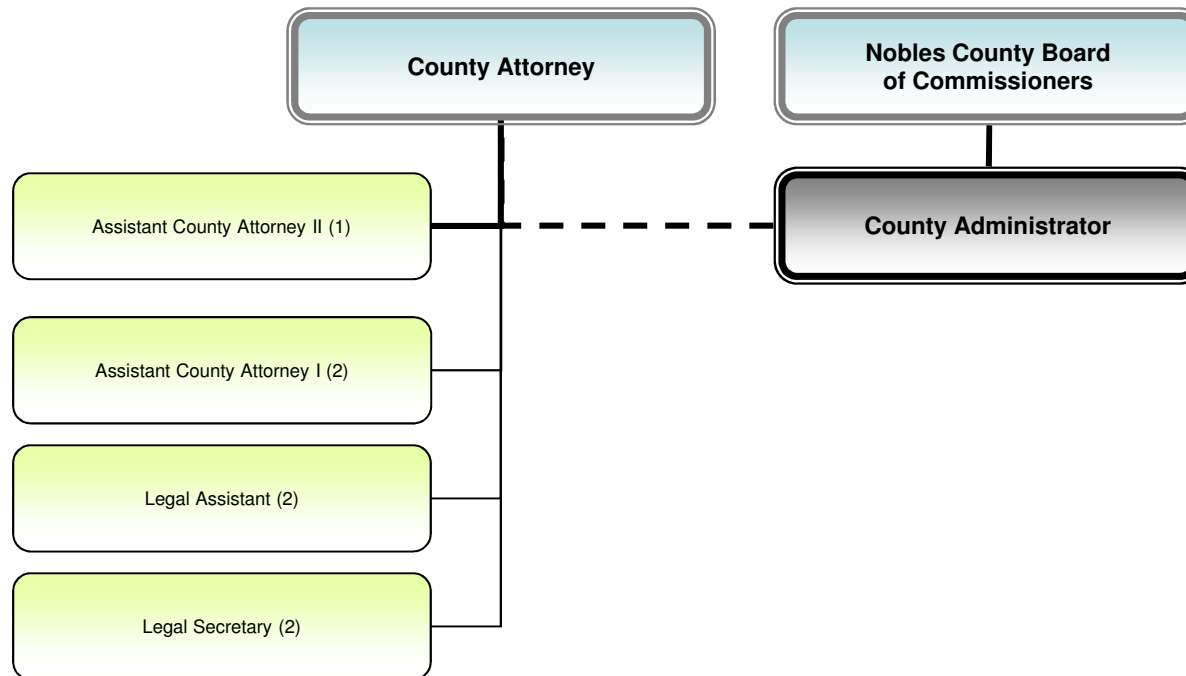 County Attorney
Nobles County Board
of Commissioners
Assistant County Attorney II (1)
County Administrator
Assistant County Attorney I (2)
Legal Assistant (2)
Legal Secretary (2)